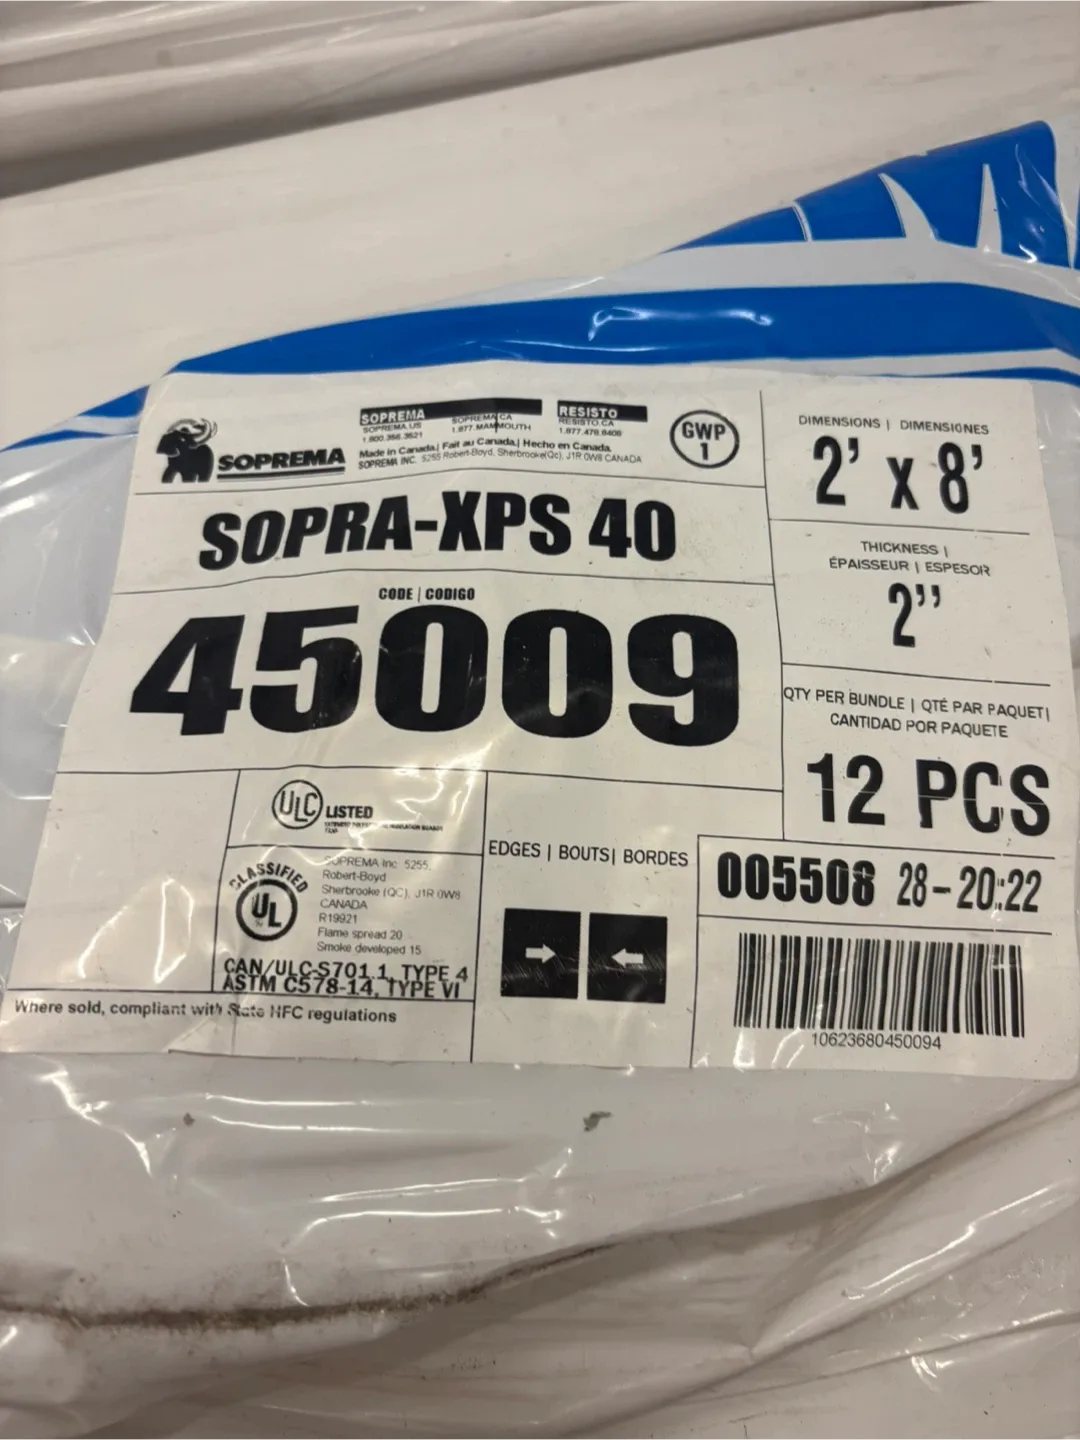 SOPREMA
SOPREMA
SOPREMA.US
1.800.356.3521
SOPREMA.CA
1.877.MAMMOUTH
RESISTO
RESISTO.CA
1.877.478.8408
Made in Canada.| Fait au Canada.| Hecho en Canada.
SOPREMA INC. 5255 Robert-Boyd, Sherbrooke(Qc), J1R 0W8 CANADA
GWP
1
SOPRA-XPS 40
CODE | CODIGO
45009
DIMENSIONS | DIMENSIONES
2' x 8'
THICKNESS |
ÉPAISSEUR | ESPESOR
2''
QTY PER BUNDLE | QTÉ PAR PAQUET|
CANTIDAD POR PAQUETE
12 PCS
ULC LISTED
CLASSIFIED
UL
SOPREMA Inc 5255,
Robert-Boyd
Sherbrooke (QC), J1R 0W8
CANADA
R19921
Flame spread 20
Smoke developed 15
CAN/ULC-S701.1, TYPE 4
ASTM C578-14, TYPE VI
Where sold, compliant with State HFC regulations
EDGES | BOUTS| BORDES
005508 28-20:22
10623680450094